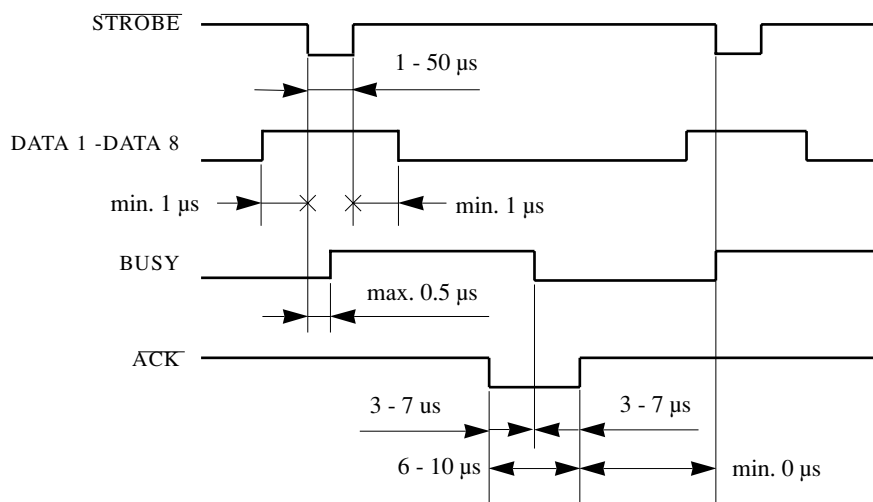 STROBE
1 - 50 µs
DATA 1 -DATA 8
min. 1 µs
min. 1 µs
BUSY
max. 0.5 µs
ACK
3 - 7 us
3 - 7 µs
6 - 10 µs
min. 0 µs